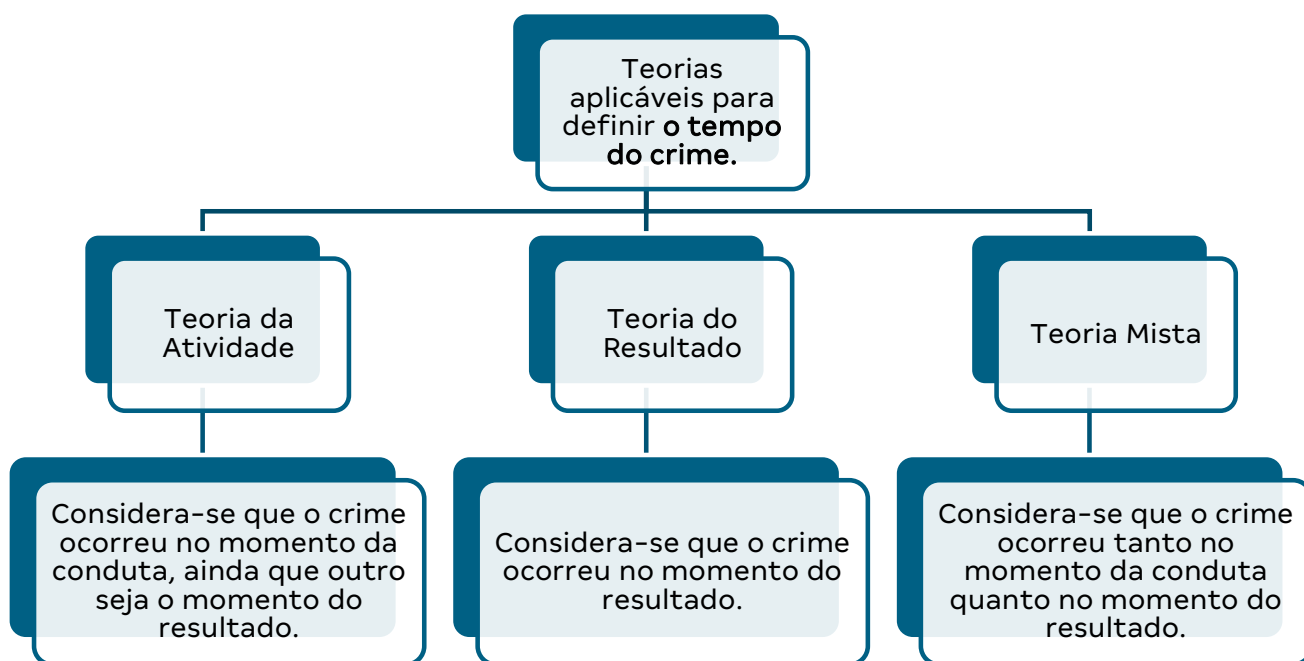 Teorias
aplicáveis para
definir o tempo
do crime.
Teoria da
Atividade
Teoria do
Resultado
Teoria Mista
Considera-se que o crime
ocorreu no momento da
conduta, ainda que outro
seja o momento do
resultado.
Considera-se que o crime
ocorreu no momento do
resultado.
Considera-se que o crime
ocorreu tanto no
momento da conduta
quanto no momento do
resultado.